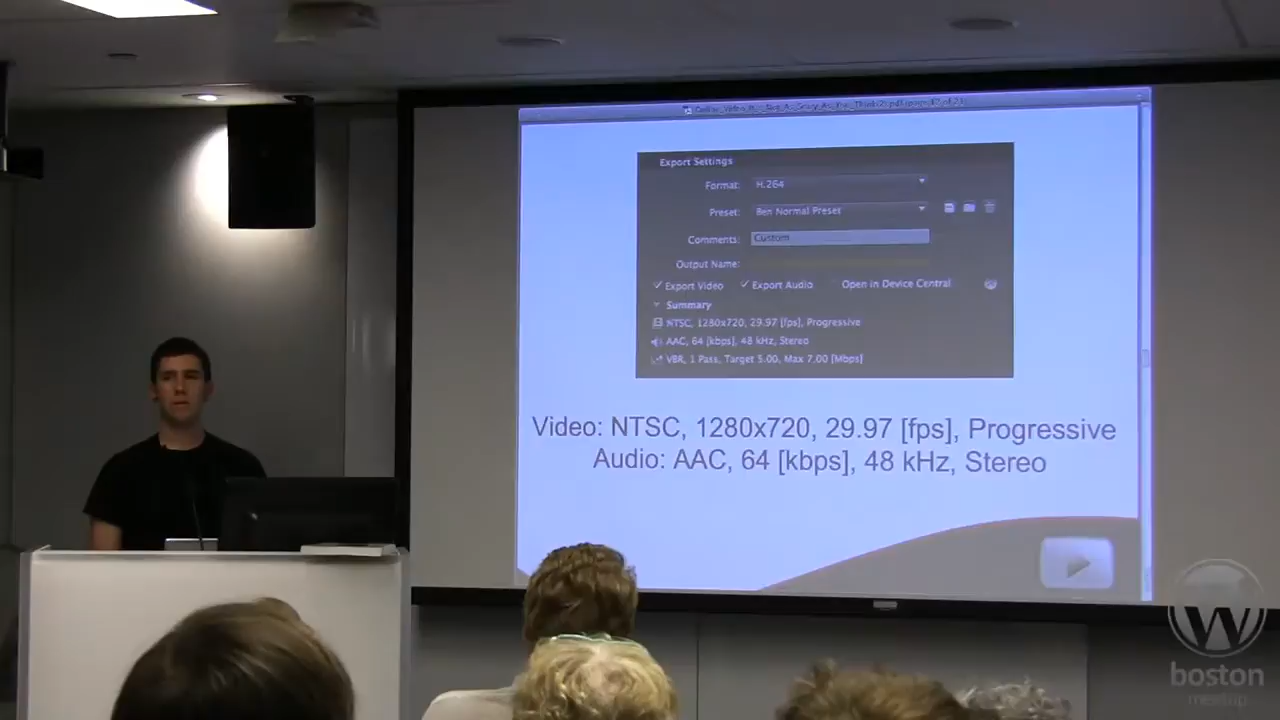 Online_Video_Its_Not_As_Scary_As_You_Think
Export Settings
Format: H.264
Preset: Ben Normal Preset
Comments: Custom
Output Name:
Export Video Export Audio Open in Device Central
Summary
NTSC, 1280x720, 29.97 [fps], Progressive
AAC, 64 [kbps], 48 kHz, Stereo
VBR, 1 Pass, Target 5.00, Max 7.00 [Mbps]
Video: NTSC, 1280x720, 29.97 [fps], Progressive
Audio: AAC, 64 [kbps], 48 kHz, Stereo
W
boston
meetup